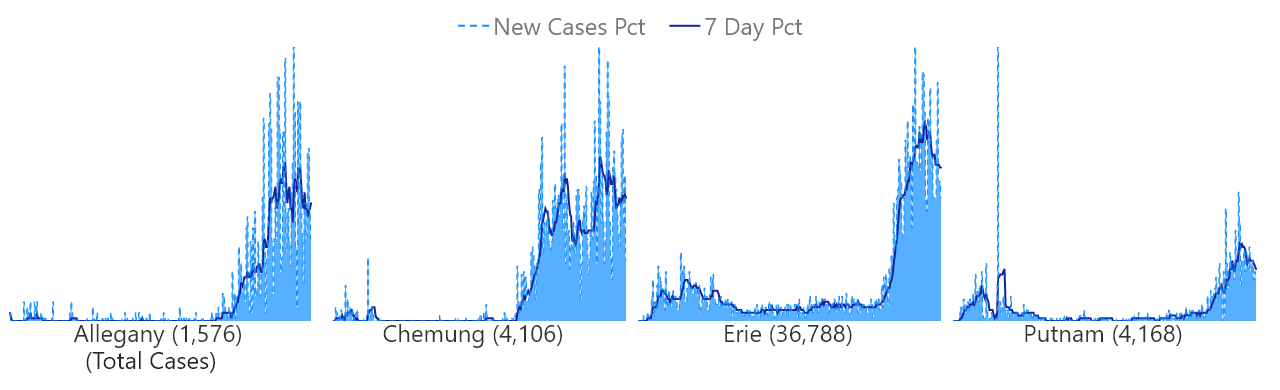 New Cases Pct 7 Day Pct
Allegany (1,576) Chemung (4,106) Erie (36,788) Putnam (4,168)
(Total Cases)